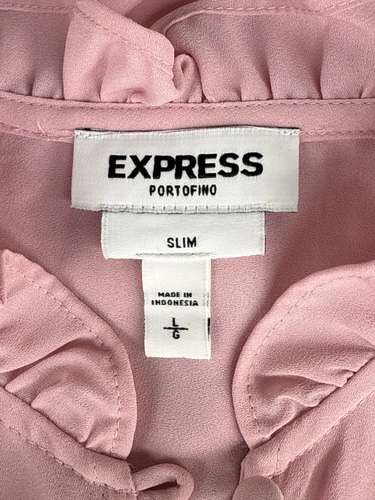 EXPRESS
PORTOFINO
SLIM
MADE IN
INDONESIA
L
G